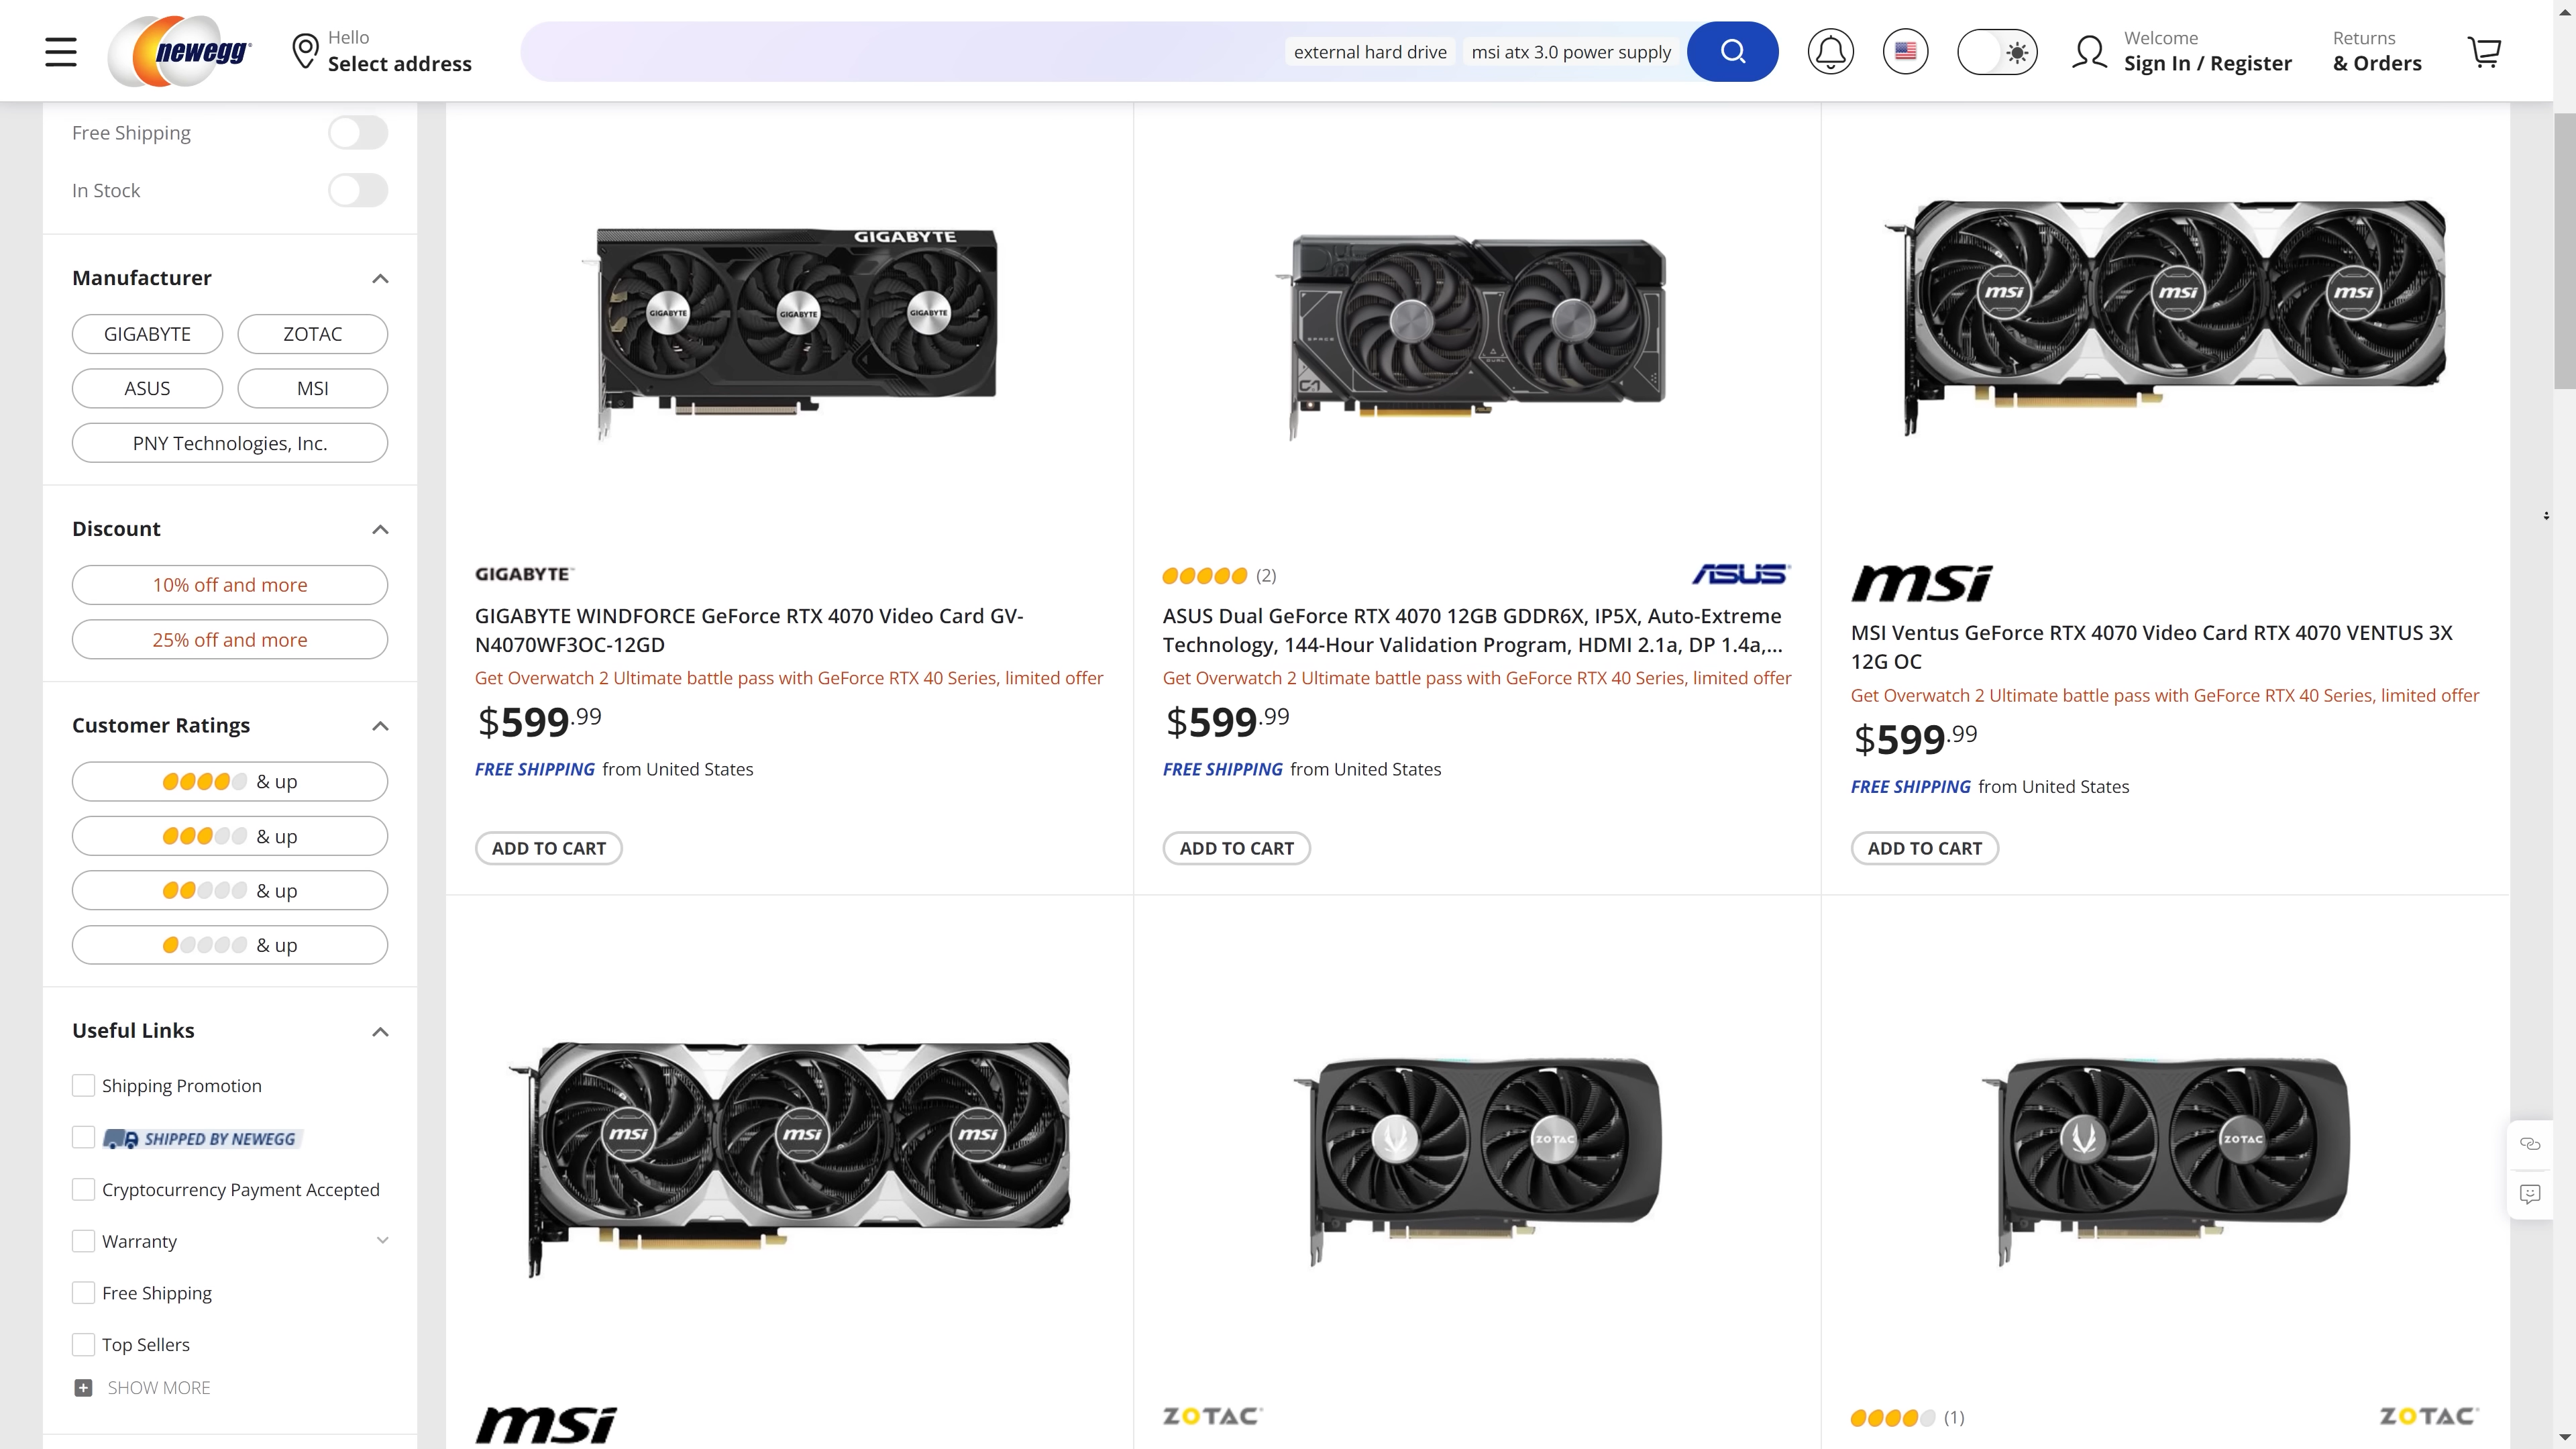 newegg
Hello
Select address
external hard drive
msi atx 3.0 power supply
Welcome
Sign In / Register
Returns
& Orders
Free Shipping
In Stock
Manufacturer
GIGABYTE
ZOTAC
ASUS
MSI
PNY Technologies, Inc.
Discount
10% off and more
25% off and more
Customer Ratings
& up
& up
& up
& up
Useful Links
Shipping Promotion
SHIPPED BY NEWEGG
Cryptocurrency Payment Accepted
Warranty
Free Shipping
Top Sellers
SHOW MORE
GIGABYTE
GIGABYTE
GIGABYTE
GIGABYTE
GIGABYTE
GIGABYTE WINDFORCE GeForce RTX 4070 Video Card GV-
N4070WF3OC-12GD
Get Overwatch 2 Ultimate battle pass with GeForce RTX 40 Series, limited offer
$599.99
FREE SHIPPING from United States
ADD TO CART
(2)
ASUS
ASUS Dual GeForce RTX 4070 12GB GDDR6X, IP5X, Auto-Extreme
Technology, 144-Hour Validation Program, HDMI 2.1a, DP 1.4a,...
Get Overwatch 2 Ultimate battle pass with GeForce RTX 40 Series, limited offer
$599.99
FREE SHIPPING from United States
ADD TO CART
msi
msi
msi
msi
MSI Ventus GeForce RTX 4070 Video Card RTX 4070 VENTUS 3X
12G OC
Get Overwatch 2 Ultimate battle pass with GeForce RTX 40 Series, limited offer
$599.99
FREE SHIPPING from United States
ADD TO CART
msi
msi
msi
msi
ZOTAC
ZOTAC
ZOTAC
(1)
ZOTAC